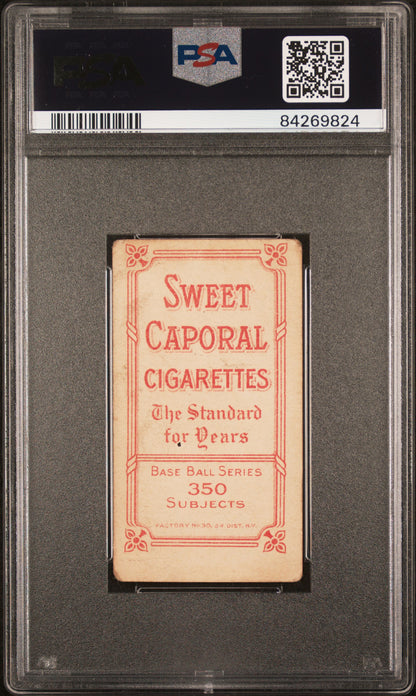 PSA
PSA
84269824
SWEET
CAPORAL
CIGARETTES
The Standard
for Years
BASE BALL SERIES
350
SUBJECTS
FACTORY No. 30, 2d DIST. N.Y.